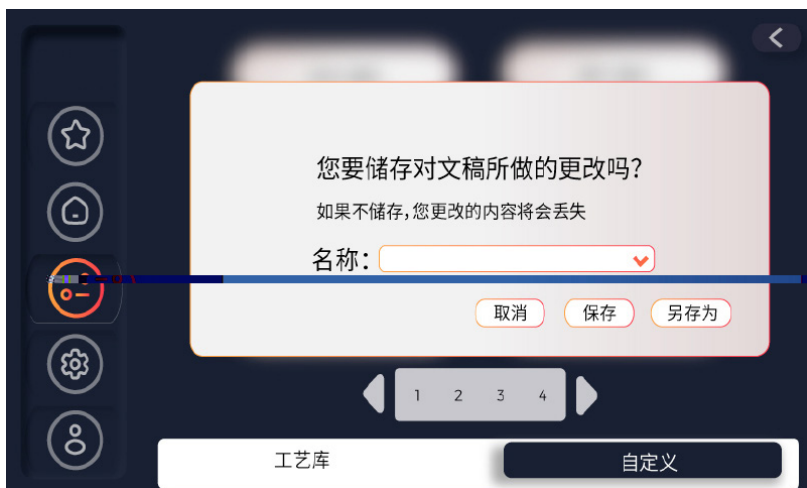 您要储存对文稿所做的更改吗?
如果不储存,您更改的内容将会丢失
名称:
取消 保存 另存为
1 2 3 4
工艺库 自定义